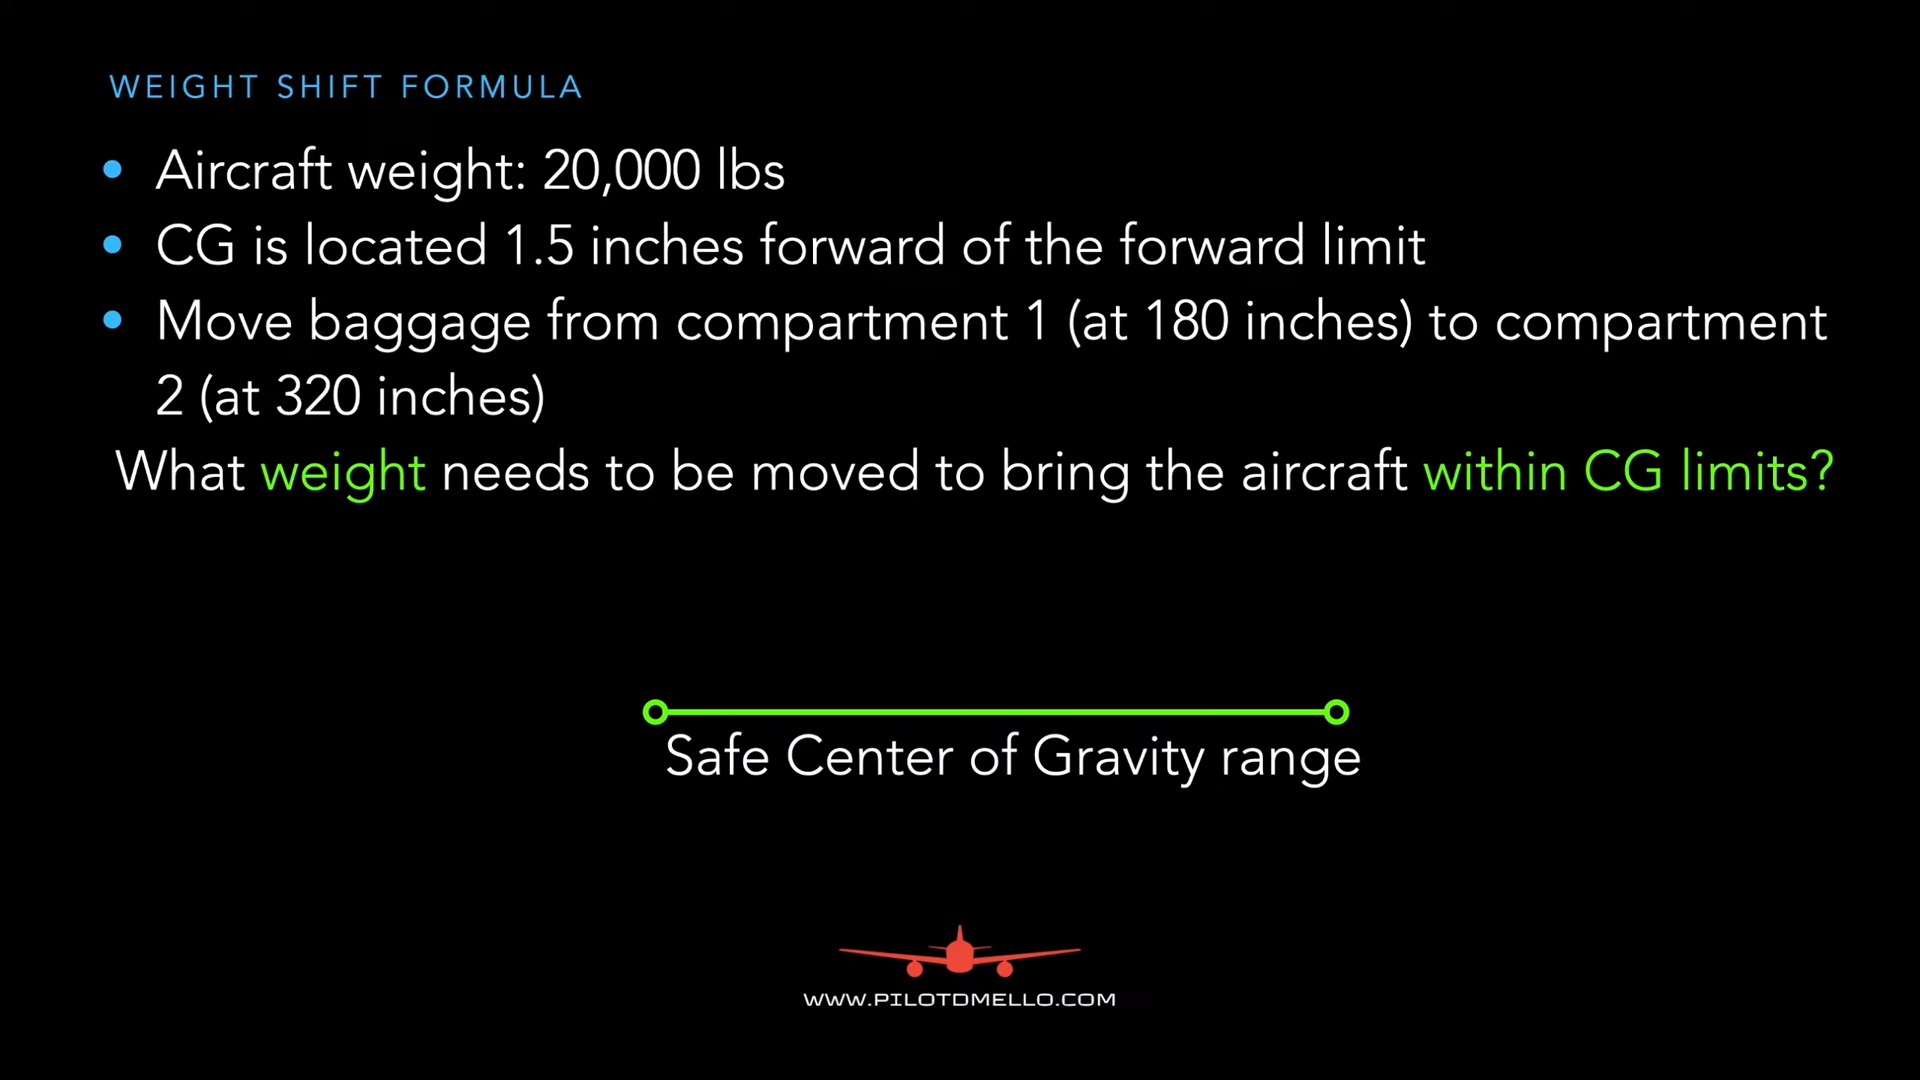 WEIGHT SHIFT FORMULA
• Aircraft weight: 20,000 lbs
• CG is located 1.5 inches forward of the forward limit
• Move baggage from compartment 1 (at 180 inches) to compartment
2 (at 320 inches)
What weight needs to be moved to bring the aircraft within CG limits?
Safe Center of Gravity range
WWW.PILOTDMELLO.COM